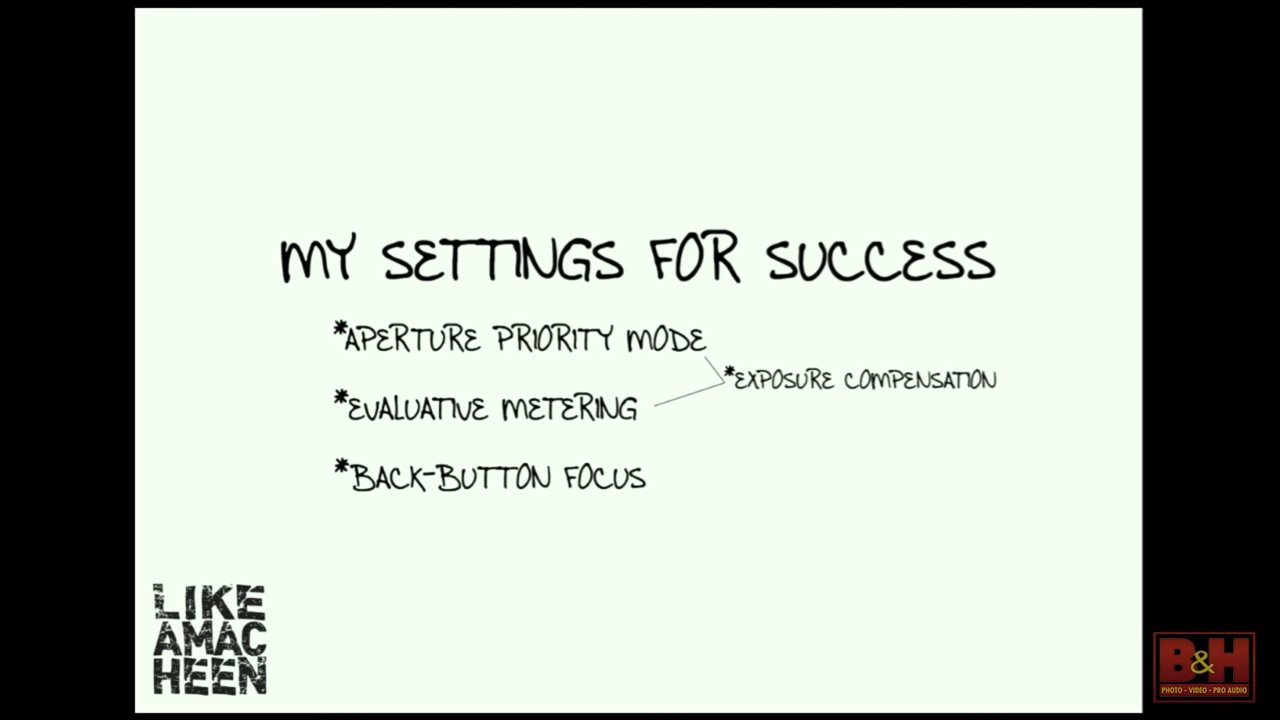 MY SETTINGS FOR SUCCESS
*APERTURE PRIORITY MODE
*EXPOSURE COMPENSATION
*EVALUATIVE METERING
*BACK-BUTTON FOCUS
LIKE
AMAC
HEEN
B&H
PHOTO - VIDEO - PRO AUDIO